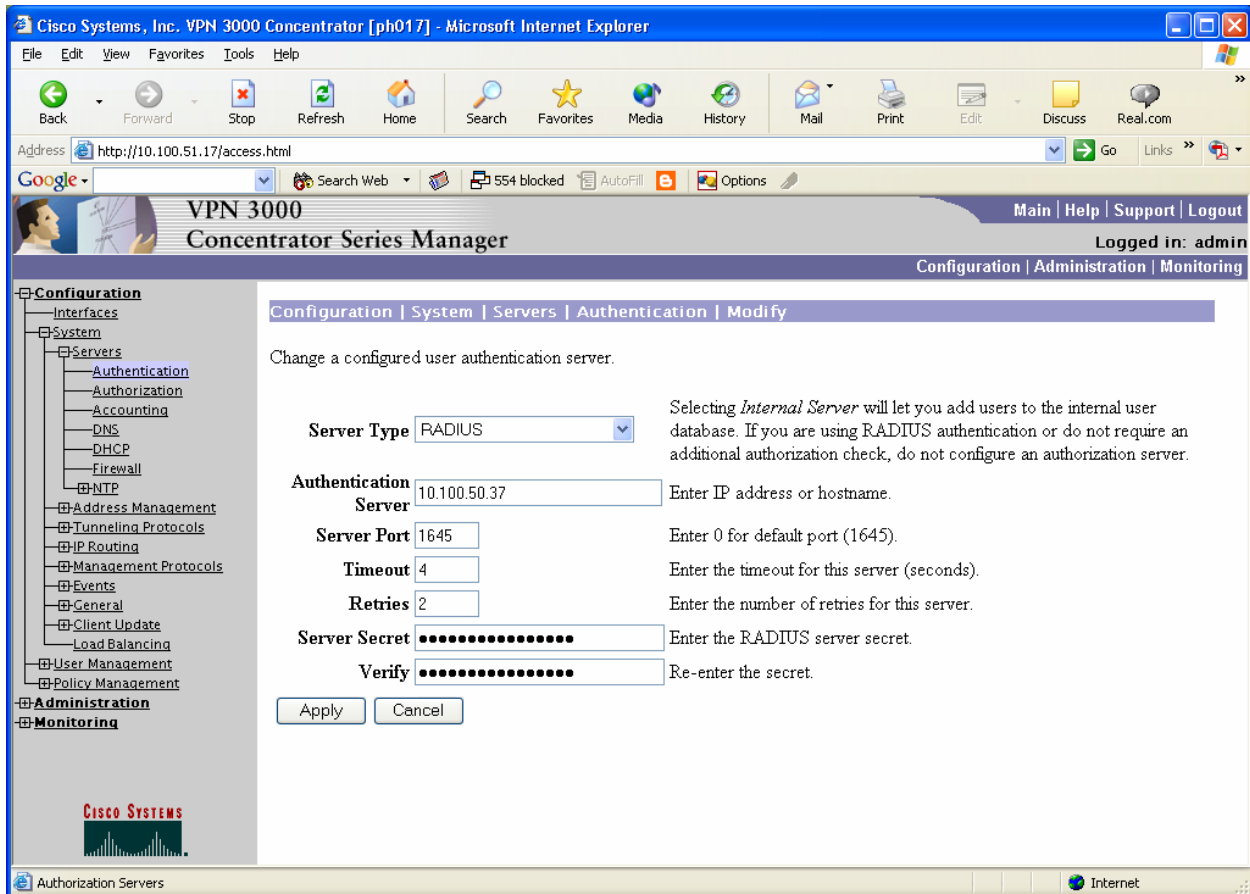 Cisco Systems, Inc. VPN 3000 Concentrator [ph017] - Microsoft Internet Explorer
File Edit View Favorites Tools Help
Back Forward Stop Refresh Home Search Favorites Media History Mail Print Edit Discuss Real.com »
Address http://10.100.51.17/access.html Go Links »
Google Search Web 554 blocked AutoFill Options
VPN 3000
Concentrator Series Manager
Main | Help | Support | Logout
Logged in: admin
Configuration | Administration | Monitoring
Configuration
Interfaces
System
Servers
Authentication
Authorization
Accounting
DNS
DHCP
Firewall
NTP
Address Management
Tunneling Protocols
IP Routing
Management Protocols
Events
General
Client Update
Load Balancing
User Management
Policy Management
Administration
Monitoring
CISCO SYSTEMS
Configuration | System | Servers | Authentication | Modify
Change a configured user authentication server.
Server Type RADIUS
Selecting Internal Server will let you add users to the internal user
database. If you are using RADIUS authentication or do not require an
additional authorization check, do not configure an authorization server.
Authentication
Server 10.100.50.37 Enter IP address or hostname.
Server Port 1645 Enter 0 for default port (1645).
Timeout 4 Enter the timeout for this server (seconds).
Retries 2 Enter the number of retries for this server.
Server Secret •••••••••••••••• Enter the RADIUS server secret.
Verify •••••••••••••••• Re-enter the secret.
Apply Cancel
Authorization Servers Internet